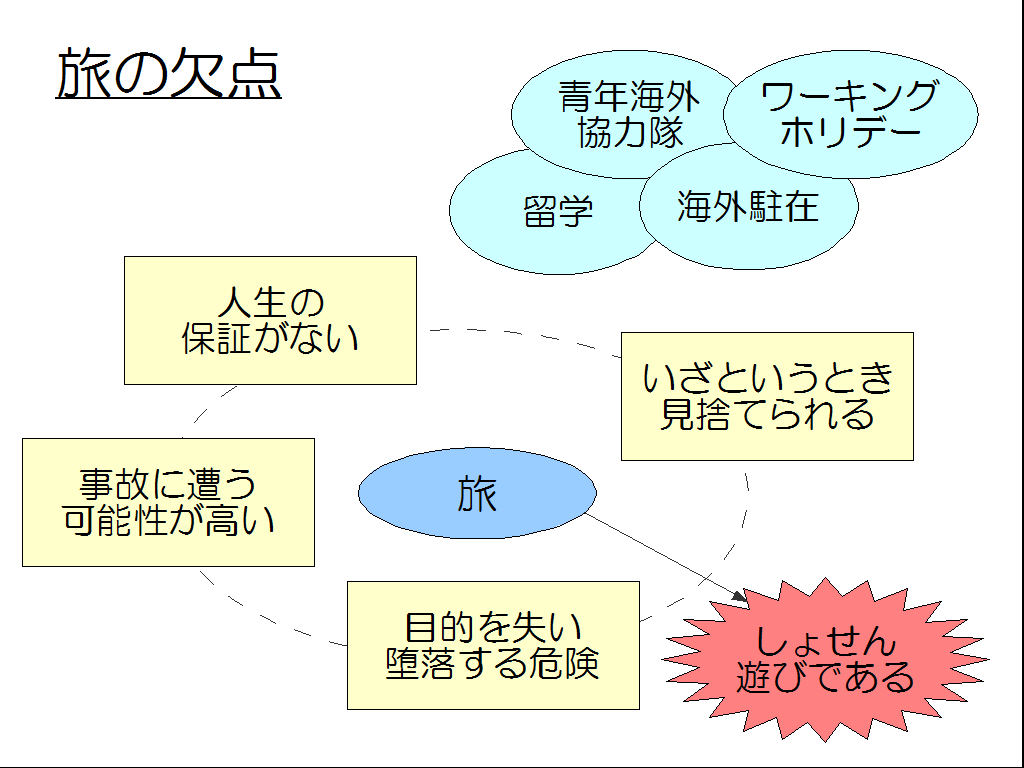 旅の欠点
青年海外
協力隊
ワーキング
ホリデー
留学
海外駐在
人生の
保証がない
いざというとき
見捨てられる
事故に遭う
可能性が高い
旅
目的を失い
堕落する危険
しょせん
遊びである